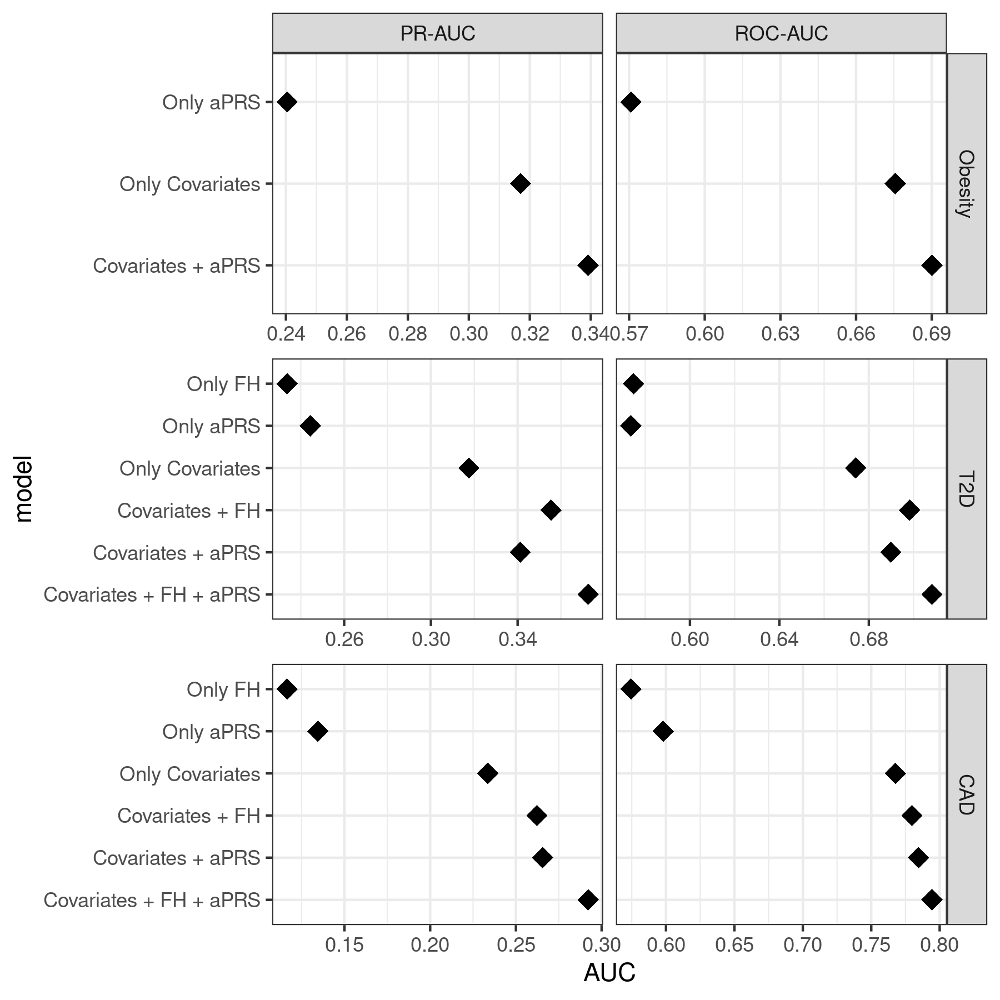 PR-AUC ROC-AUC
Only aPRS
Only Covariates
Covariates + aPRS
Obesity
0.24 0.26 0.28 0.30 0.32 0.34 0.57 0.60 0.63 0.66 0.69
model
Only FH
Only aPRS
Only Covariates
Covariates + FH
Covariates + aPRS
Covariates + FH + aPRS
T2D
0.26 0.30 0.34 0.60 0.64 0.68
Only FH
Only aPRS
Only Covariates
Covariates + FH
Covariates + aPRS
Covariates + FH + aPRS
CAD
0.15 0.20 0.25 0.30 0.60 0.65 0.70 0.75 0.80
AUC